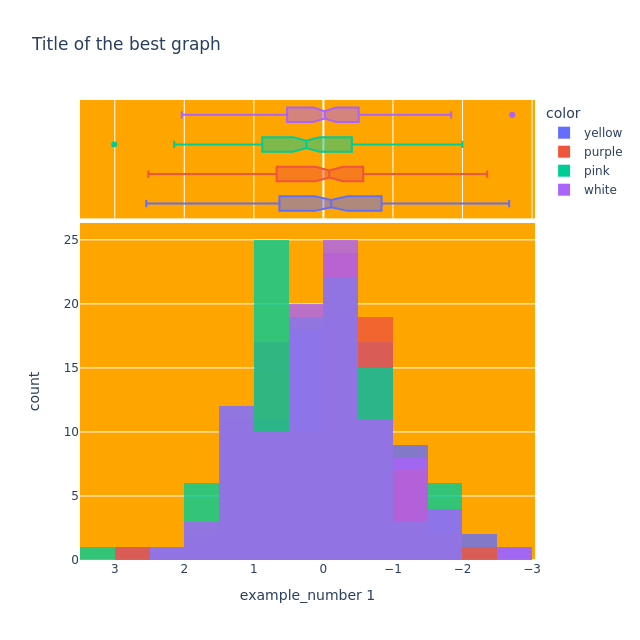 Title of the best graph
color
yellow
purple
pink
white
25
20
15
10
5
0
count
3
2
1
0
−1
−2
−3
example_number 1